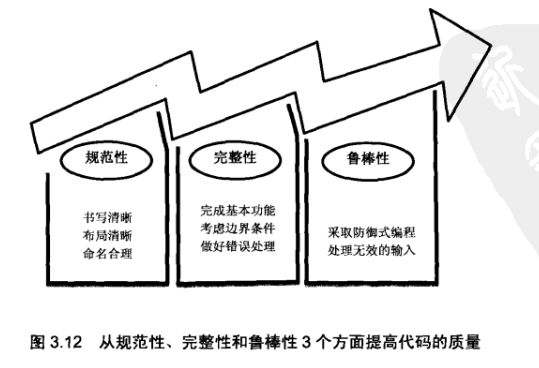 规范性
书写清晰
布局清晰
命名合理
完整性
完成基本功能
考虑边界条件
做好错误处理
鲁棒性
采取防御式编程
处理无效的输入
图 3.12 从规范性、完整性和鲁棒性 3 个方面提高代码的质量